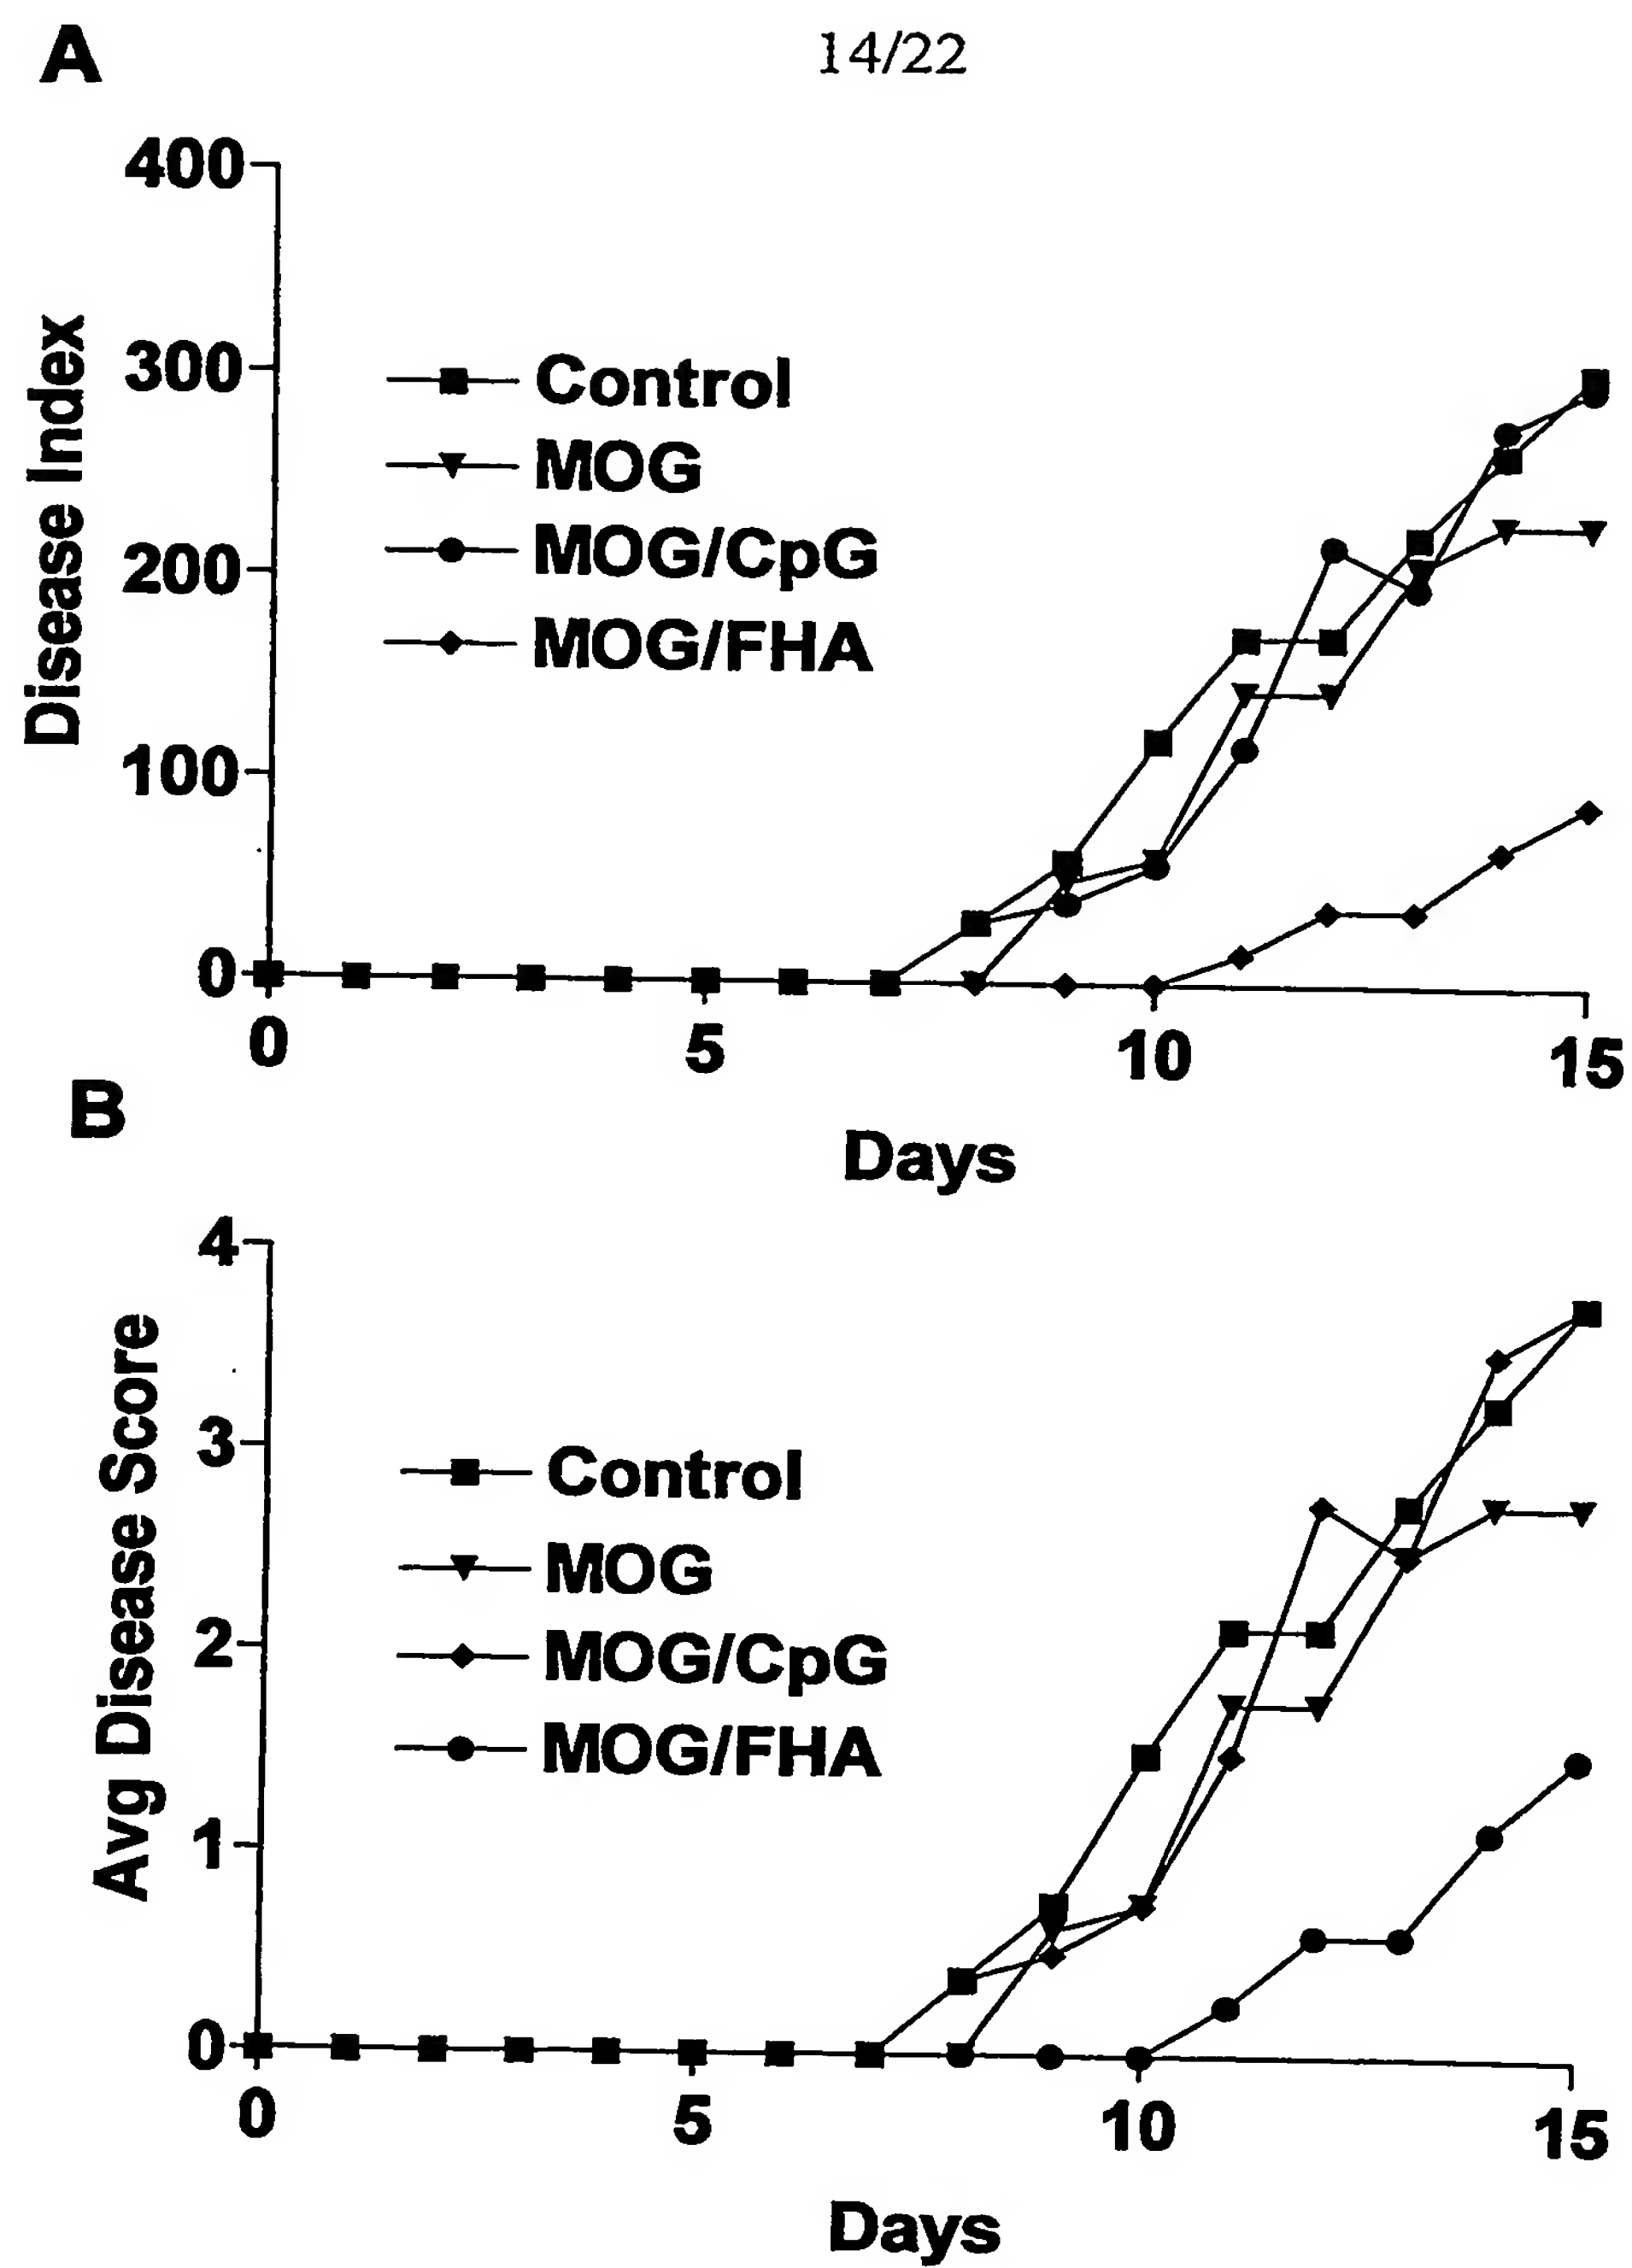 A
14/22
400
300
200
100
0
Disease Index
Control
MOG
MOG/CpG
MOG/FHA
0 5 10 15
Days
B
4
3
2
1
0
Avg Disease Score
Control
MOG
MOG/CpG
MOG/FHA
0 5 10 15
Days